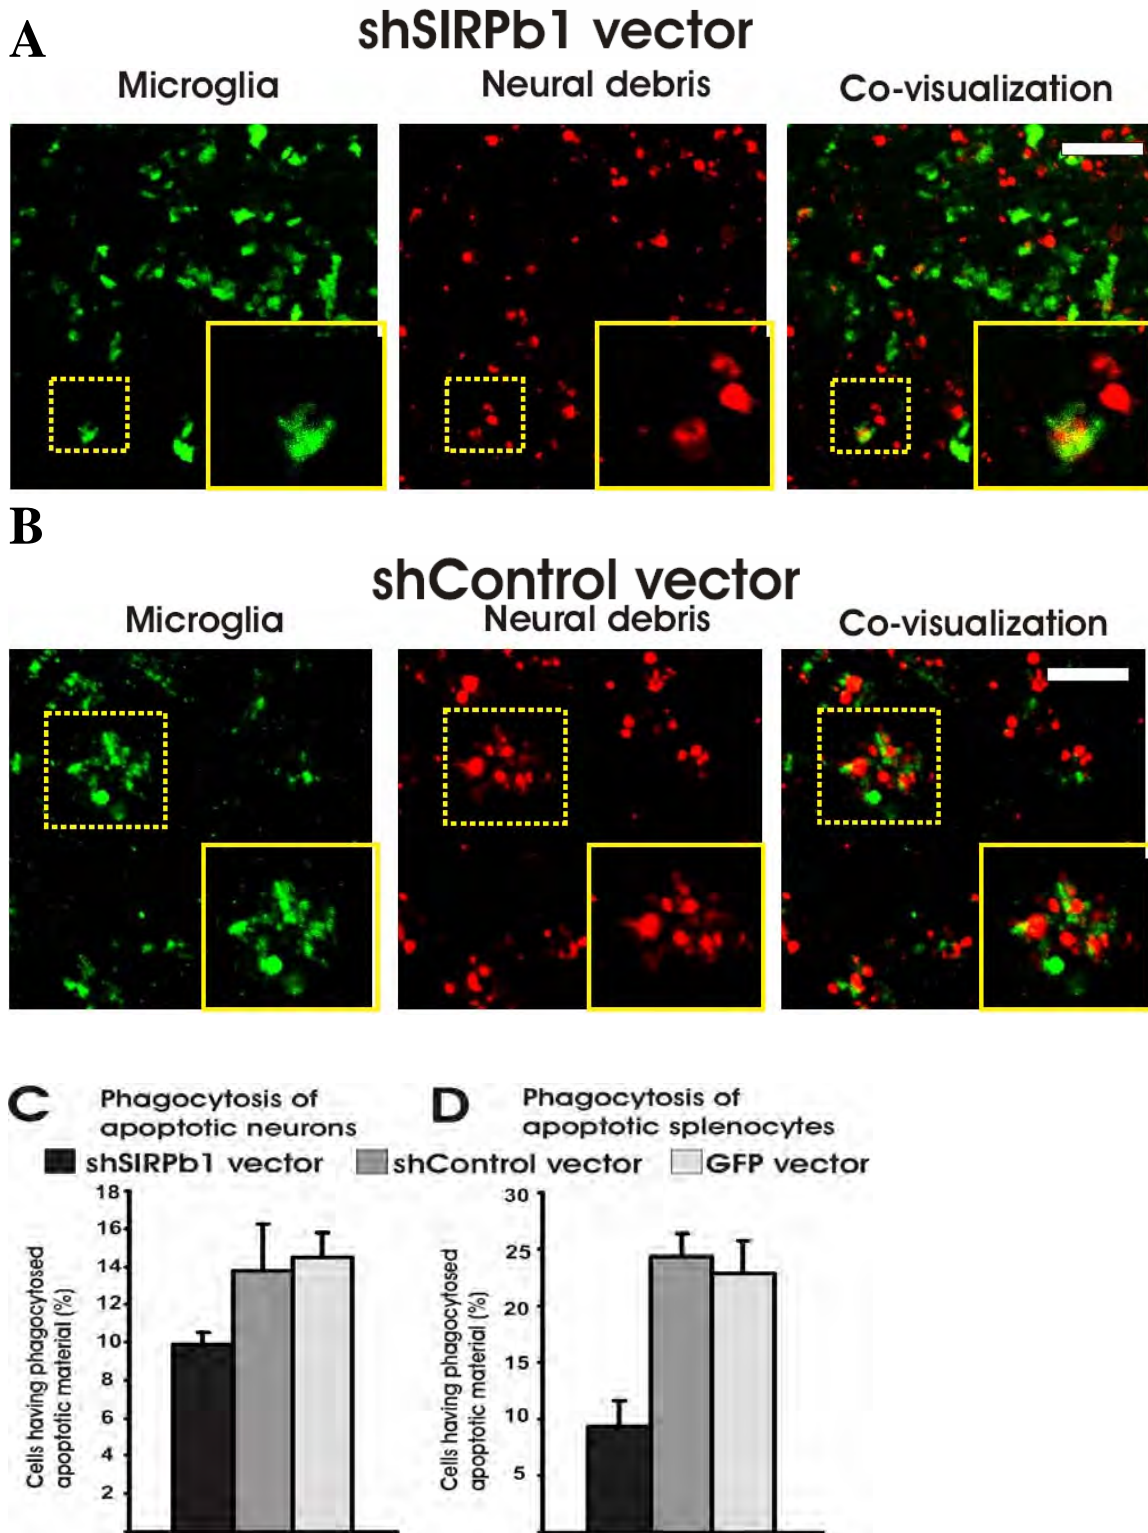 A
shSIRPb1 vector
Microglia
Neural debris
Co-visualization
B
shControl vector
Microglia
Neural debris
Co-visualization
C
Phagocytosis of
apoptotic neurons
D
Phagocytosis of
apoptotic splenocytes
shSIRPb1 vector
shControl vector
GFP vector
Cells having phagocytosed
apoptotic material (%)
18
16
14
12
10
8
6
4
2
Cells having phagocytosed
apoptotic material (%)
30
25
20
15
10
5